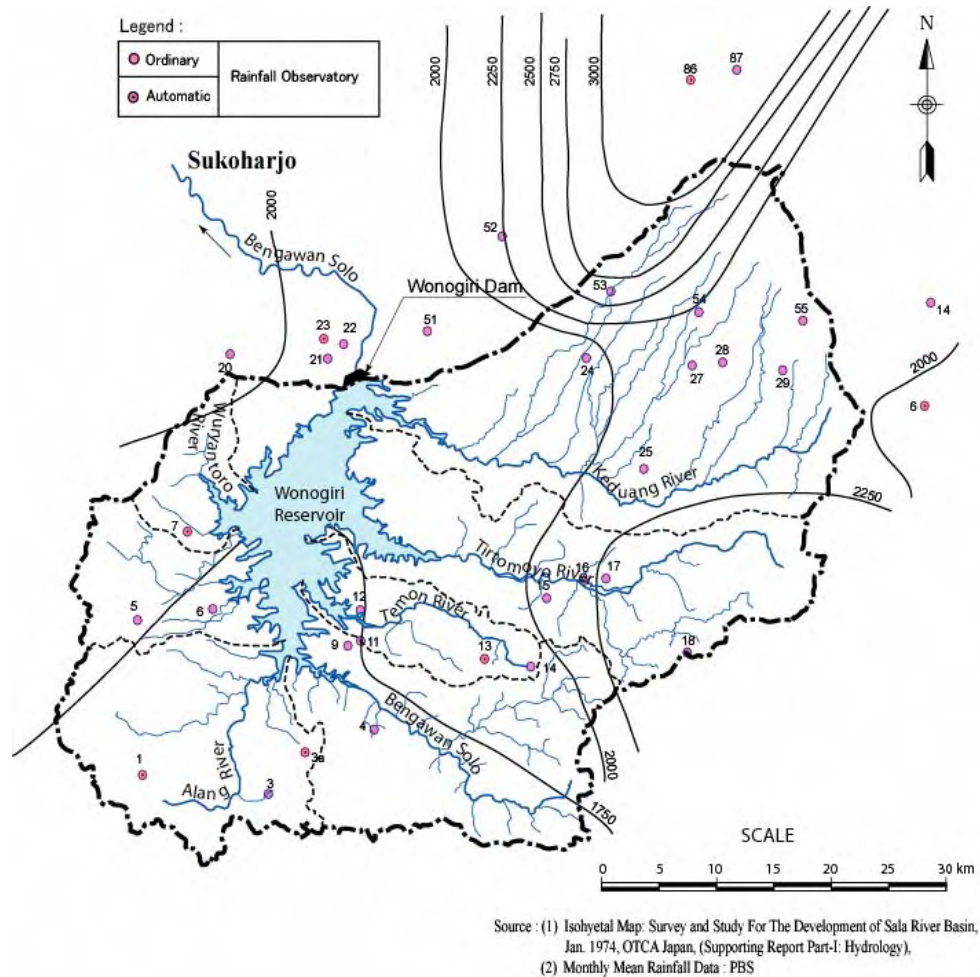 Legend :
Ordinary
Automatic
Rainfall Observatory
N
2000
2250
2500
2750
3000
86
87
Sukoharjo
2000
Bengawan Solo
52
Wonogiri Dam
53
54
55
14
51
23
22
21
20
24
27
28
29
2000
6
Wuryantoro
River
25
Keduang River
2250
Wonogiri
Reservoir
7
Tirtomoyo River
16
17
15
5
6
12
Temon River
11
9
13
14
18
4
Bengawan Solo
3a
1
Alang River
3
2000
1750
SCALE
0 5 10 15 20 25 30 km
Source : (1) Isohyetal Map: Survey and Study For The Development of Sala River Basin,
Jan. 1974, OTCA Japan, (Supporting Report Part-I: Hydrology),
(2) Monthly Mean Rainfall Data : PBS